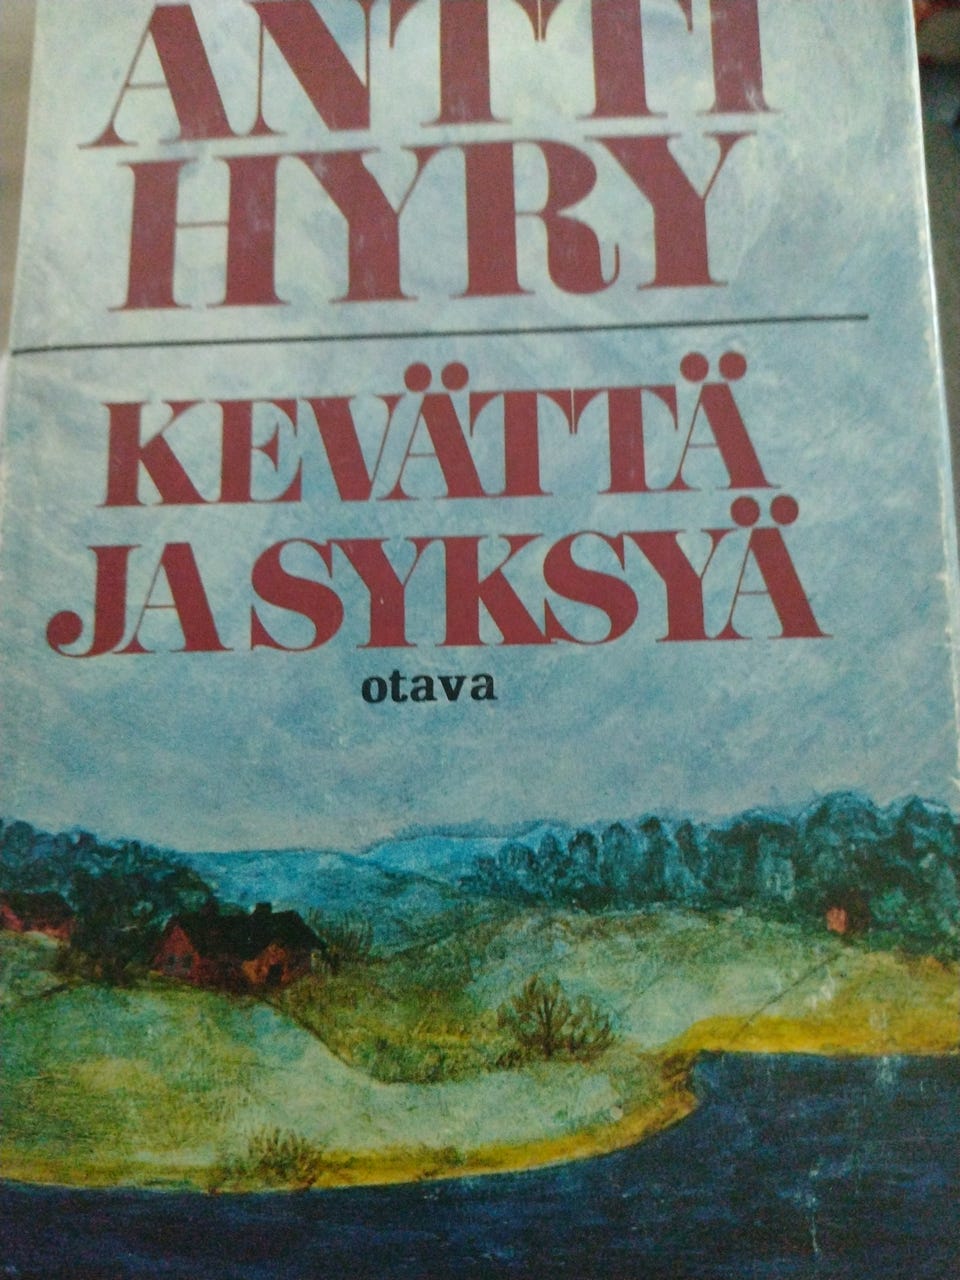 ANTTI
HYRY
KEVÄTTÄ
JA SYKSYÄ
otava